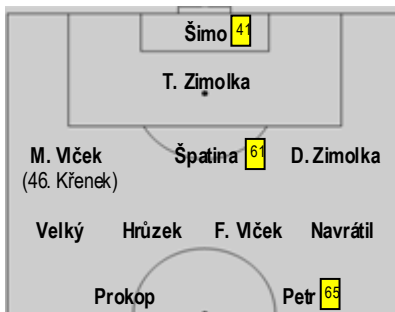 Šimo 41
T. Zimolka
M. Vlček Špatina 61 D. Zimolka
(46. Křenek)
Velký Hrůzek F. Vlček Navrátil
Prokop Petr 65